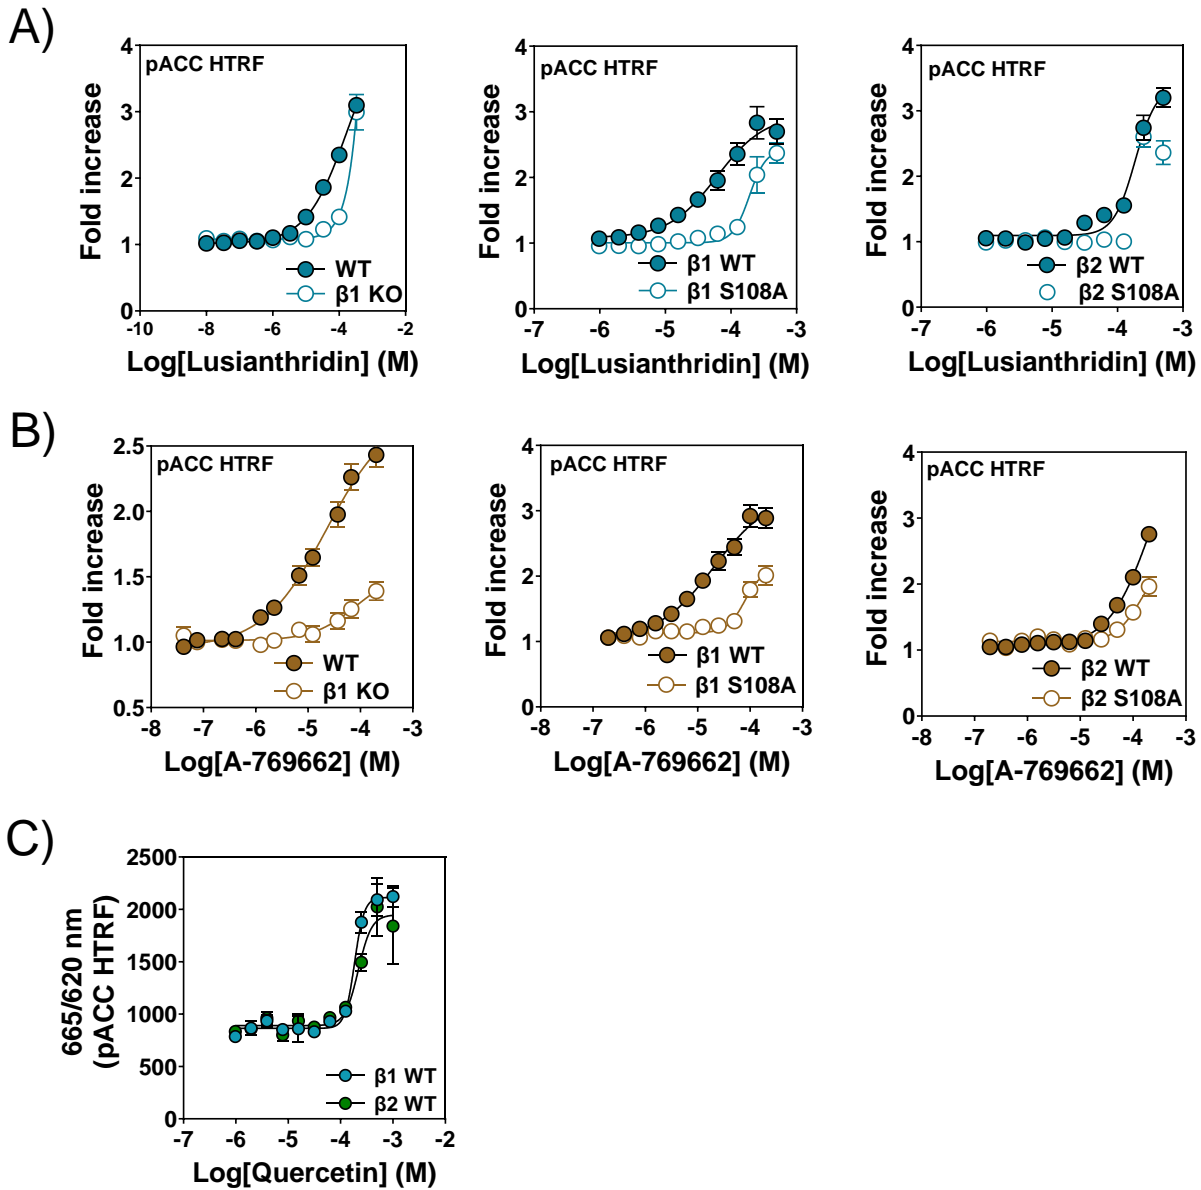 A)
4
3
2
1
0
Fold increase
pACC HTRF
WT
β1 KO
-10
-8
-6
-4
-2
Log[Lusianthridin] (M)
4
3
2
1
0
Fold increase
pACC HTRF
β1 WT
β1 S108A
-7
-6
-5
-4
-3
Log[Lusianthridin] (M)
4
3
2
1
0
Fold increase
pACC HTRF
β2 WT
β2 S108A
-7
-6
-5
-4
-3
Log[Lusianthridin] (M)
B)
2.5
2.0
1.5
1.0
0.5
Fold increase
pACC HTRF
WT
β1 KO
-8
-7
-6
-5
-4
-3
Log[A-769662] (M)
4
3
2
1
0
Fold increase
pACC HTRF
β1 WT
β1 S108A
-8
-7
-6
-5
-4
-3
Log[A-769662] (M)
4
3
2
1
0
Fold increase
pACC HTRF
β2 WT
β2 S108A
-8
-7
-6
-5
-4
-3
Log[A-769662] (M)
C)
2500
2000
1500
1000
500
0
665/620 nm
(pACC HTRF)
β1 WT
β2 WT
-7
-6
-5
-4
-3
-2
Log[Quercetin] (M)